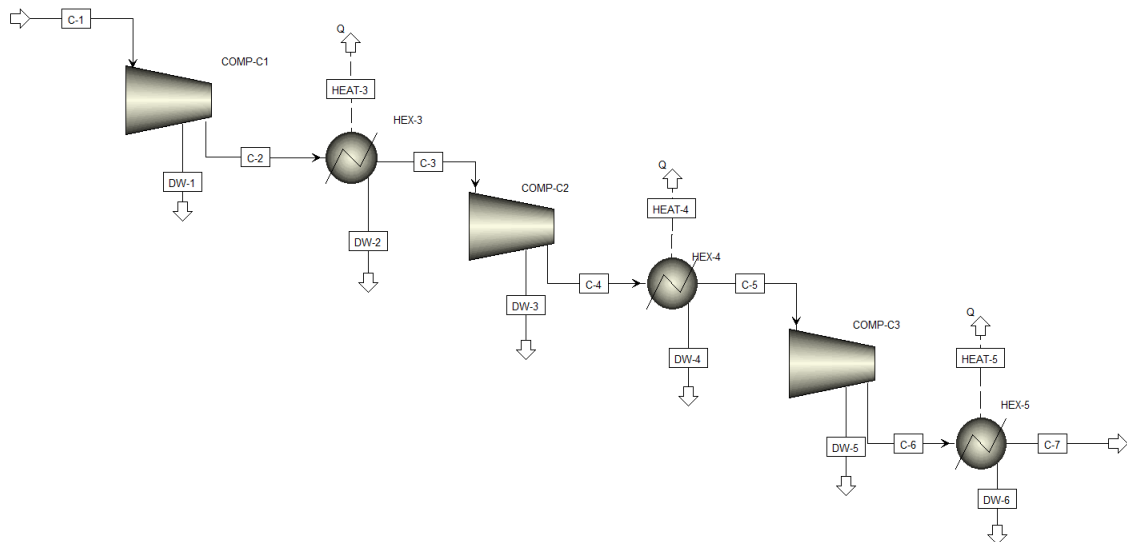 C-1
COMP-C1
DW-1
C-2
Q
HEAT-3
HEX-3
DW-2
C-3
COMP-C2
DW-3
C-4
Q
HEAT-4
HEX-4
DW-4
C-5
COMP-C3
DW-5
C-6
Q
HEAT-5
HEX-5
DW-6
C-7